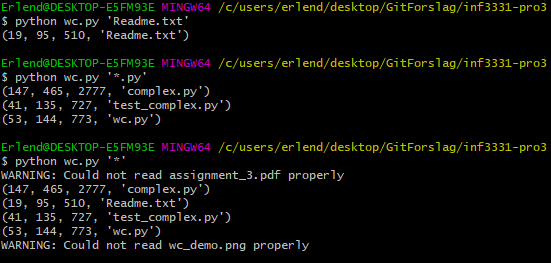 Erlend@DESKTOP-E5FM93E MINGW64 /c/users/erlend/desktop/GitForslag/inf3331-pro3
$ python wc.py 'Readme.txt'
(19, 95, 510, 'Readme.txt')
Erlend@DESKTOP-E5FM93E MINGW64 /c/users/erlend/desktop/GitForslag/inf3331-pro3
$ python wc.py '*.py'
(147, 465, 2777, 'complex.py')
(41, 135, 727, 'test_complex.py')
(53, 144, 773, 'wc.py')
Erlend@DESKTOP-E5FM93E MINGW64 /c/users/erlend/desktop/GitForslag/inf3331-pro3
$ python wc.py '*'
WARNING: Could not read assignment_3.pdf properly
(147, 465, 2777, 'complex.py')
(19, 95, 510, 'Readme.txt')
(41, 135, 727, 'test_complex.py')
(53, 144, 773, 'wc.py')
WARNING: Could not read wc_demo.png properly